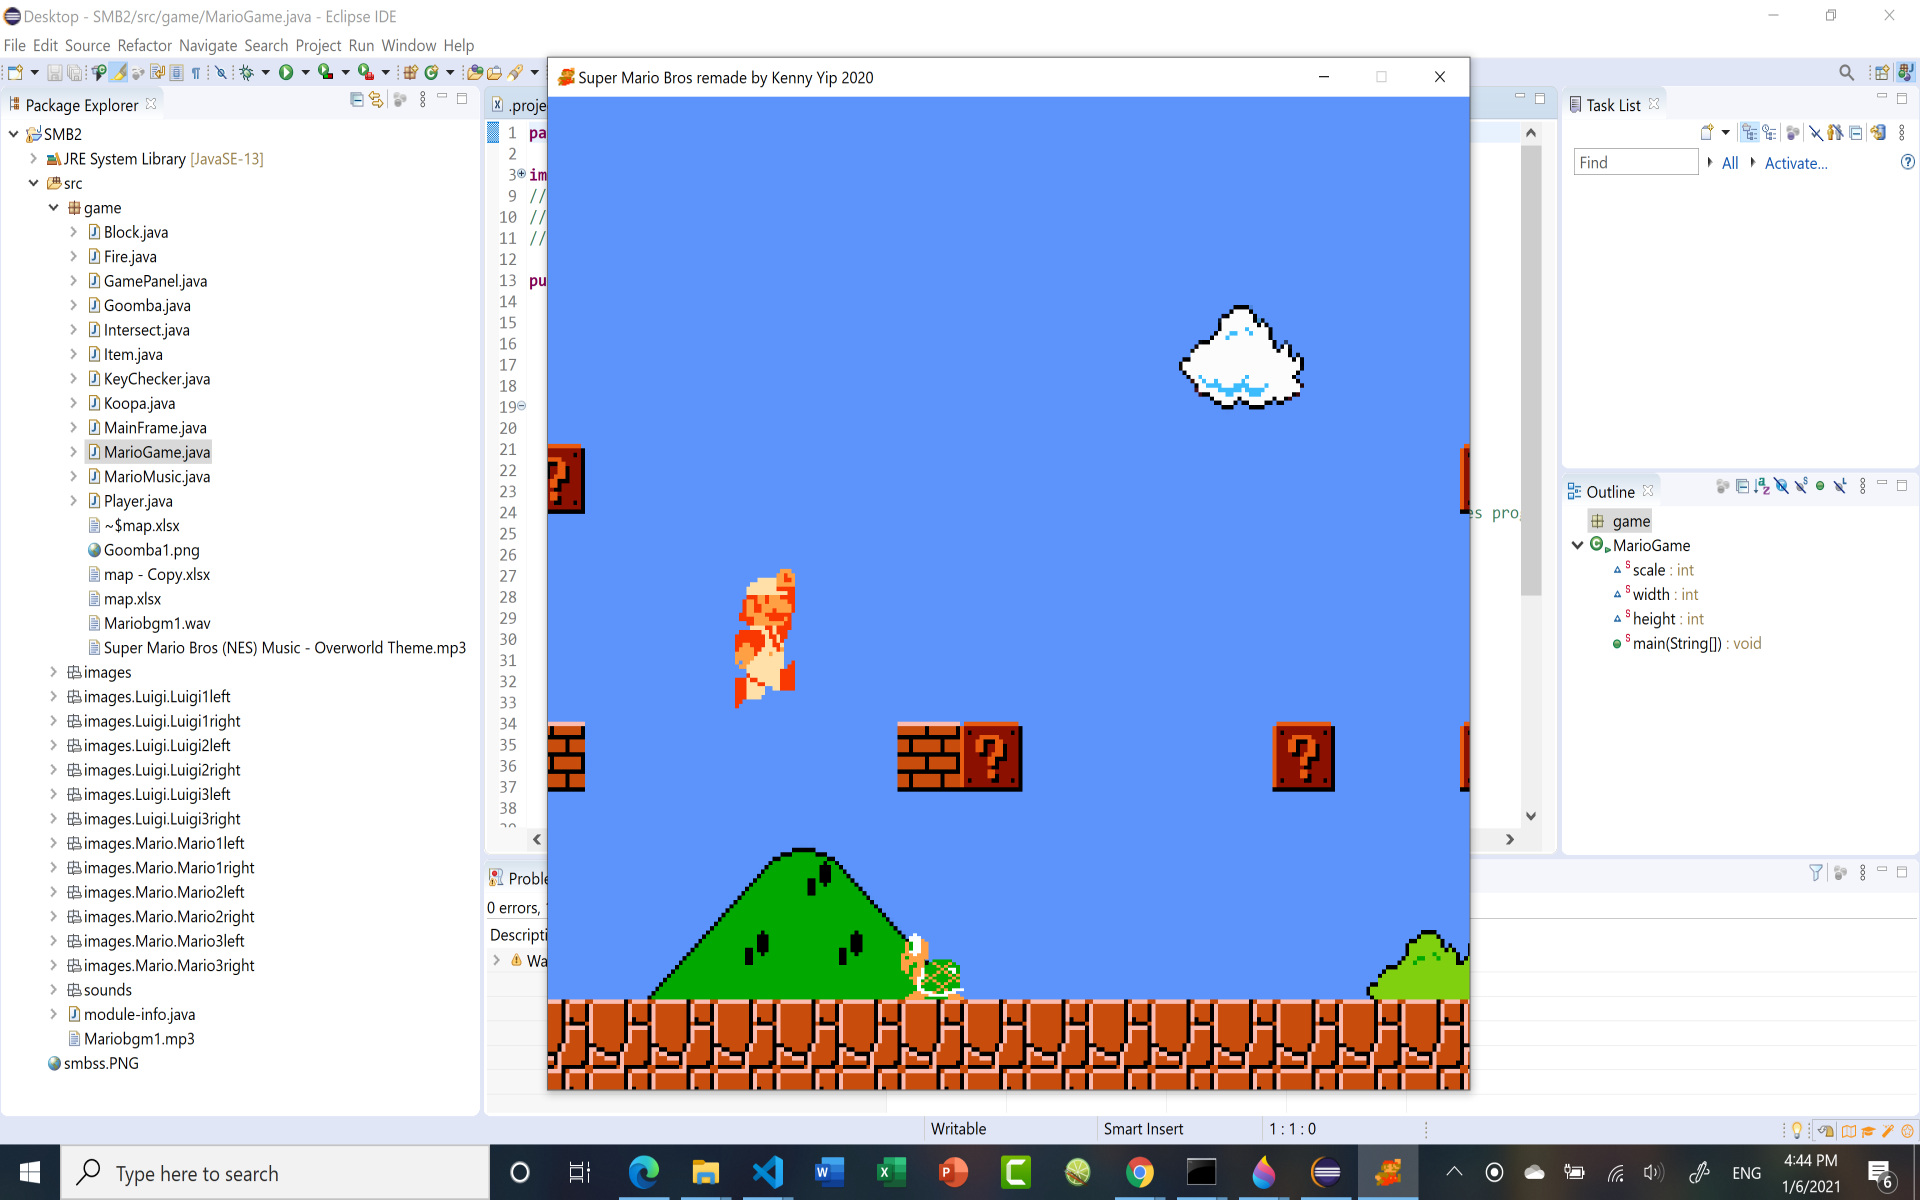 Desktop - SMB2/src/game/MarioGame.java - Eclipse IDE
File Edit Source Refactor Navigate Search Project Run Window Help
Package Explorer
SMB2
JRE System Library [JavaSE-13]
src
game
Block.java
Fire.java
GamePanel.java
Goomba.java
Intersect.java
Item.java
KeyChecker.java
Koopa.java
MainFrame.java
MarioGame.java
MarioMusic.java
Player.java
~$map.xlsx
Goomba1.png
map - Copy.xlsx
map.xlsx
Mariobgm1.wav
Super Mario Bros (NES) Music - Overworld Theme.mp3
images
images.Luigi.Luigi1left
images.Luigi.Luigi1right
images.Luigi.Luigi2left
images.Luigi.Luigi2right
images.Luigi.Luigi3left
images.Luigi.Luigi3right
images.Mario.Mario1left
images.Mario.Mario1right
images.Mario.Mario2left
images.Mario.Mario2right
images.Mario.Mario3left
images.Mario.Mario3right
sounds
module-info.java
Mariobgm1.mp3
smbss.PNG
.proje
1 pa
2
3 im
9 //
10 //
11 //
12
13 pu
14
15
16
17
18
19
20
21
22
23
24
25
26
27
28
29
30
31
32
33
34
35
36
37
38
es pro
Super Mario Bros remade by Kenny Yip 2020
?
?
?
Proble
0 errors,
Descripti
Wa
Task List
Find
All
Activate...
Outline
game
MarioGame
scale : int
width : int
height : int
main(String[]) : void
Writable
Smart Insert
1 : 1 : 0
Type here to search
ENG
4:44 PM
1/6/2021
6